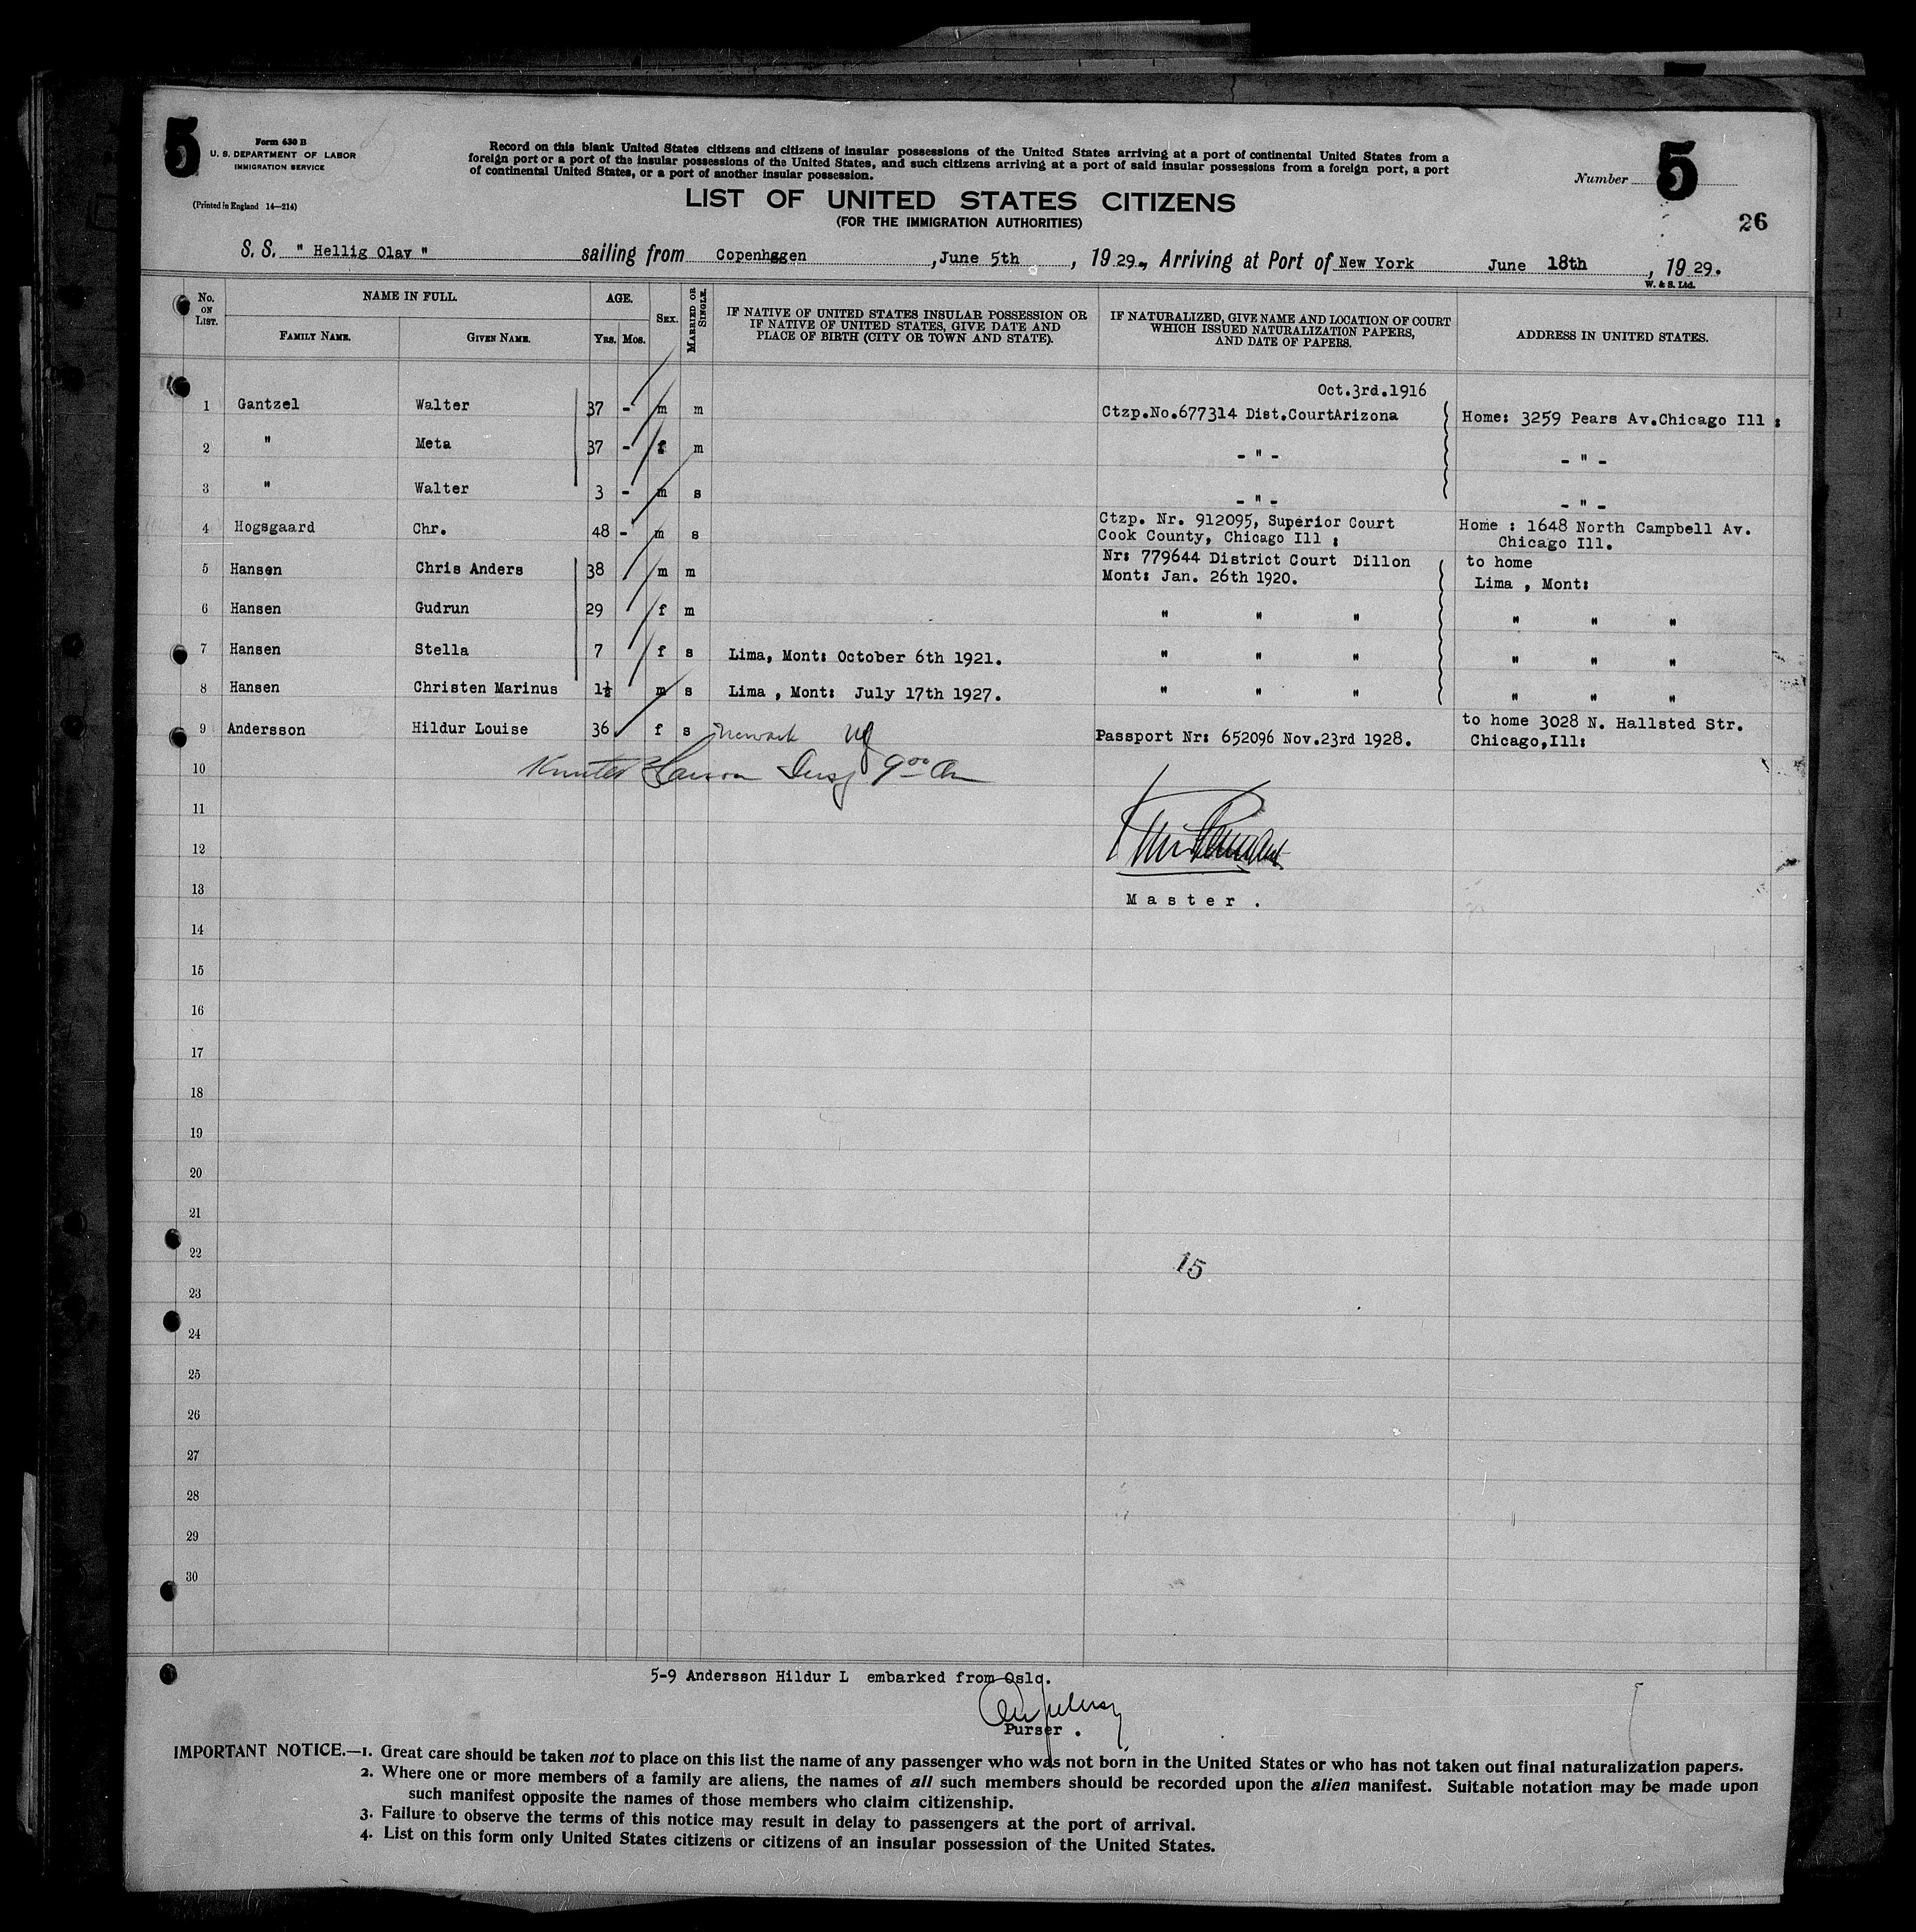 5
Form 630 B
U. S. DEPARTMENT OF LABOR
IMMIGRATION SERVICE
(Printed in England 14—214)
Record on this blank United States citizens and citizens of insular possessions of the United States arriving at a port of continental United States from a
foreign port or a port of the insular possessions of the United States, and such citizens arriving at a port of said insular possessions from a foreign port, a port
of continental United States, or a port of another insular possession.
Number 5
26
LIST OF UNITED STATES CITIZENS
(FOR THE IMMIGRATION AUTHORITIES)
S. S. " Hellig Olav " sailing from Copenhagen , June 5th , 19 29., Arriving at Port of New York June 18th , 19 29.
W. & S. Ltd.
No. ON LIST.
NAME IN FULL.
FAMILY NAME.
GIVEN NAME.
AGE.
YRS. MOS.
SEX.
MARRIED OR SINGLE.
IF NATIVE OF UNITED STATES INSULAR POSSESSION OR
IF NATIVE OF UNITED STATES, GIVE DATE AND
PLACE OF BIRTH (CITY OR TOWN AND STATE).
IF NATURALIZED, GIVE NAME AND LOCATION OF COURT
WHICH ISSUED NATURALIZATION PAPERS,
AND DATE OF PAPERS.
ADDRESS IN UNITED STATES.
Oct.3rd.1916
1 Gantzel Walter 37 - m m Ctzp.No.677314 Dist.CourtArizona Home: 3259 Pears Av.Chicago Ill :
2 " Meta 37 - f m - " - - " -
3 " Walter 3 - m s - " - - " -
4 Hogsgaard Chr. 48 - m s Ctzp. Nr. 912095, Superior Court Home : 1648 North Campbell Av.
Cook County, Chicago Ill : Chicago Ill.
5 Hansen Chris Anders 38 m m Nr: 779644 District Court Dillon to home
Mont: Jan. 26th 1920. Lima , Mont:
6 Hansen Gudrun 29 f m " " " " " "
7 Hansen Stella 7 f s Lima, Mont: October 6th 1921. " " " " " "
8 Hansen Christen Marinus 1½ m s Lima , Mont: July 17th 1927. " " " " " "
9 Andersson Hildur Louise 36 f s Newark NJ Passport Nr: 652096 Nov.23rd 1928. to home 3028 N. Hallsted Str.
Chicago,Ill:
10 Insp 9⁰⁰ Am
11
12
13
Master.
14
15
16
17
18
19
20
21
22
15
23
24
25
26
27
28
29
30
5-9 Andersson Hildur L embarked from Oslo.
Purser .
IMPORTANT NOTICE.—1. Great care should be taken not to place on this list the name of any passenger who was not born in the United States or who has not taken out final naturalization papers.
2. Where one or more members of a family are aliens, the names of all such members should be recorded upon the alien manifest. Suitable notation may be made upon
such manifest opposite the names of those members who claim citizenship.
3. Failure to observe the terms of this notice may result in delay to passengers at the port of arrival.
4. List on this form only United States citizens or citizens of an insular possession of the United States.